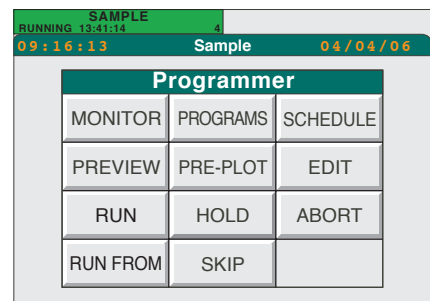 SAMPLE
RUNNING 13:41:14 4
09:16:13 Sample 04/04/06
Programmer
MONITOR PROGRAMS SCHEDULE
PREVIEW PRE-PLOT EDIT
RUN HOLD ABORT
RUN FROM SKIP